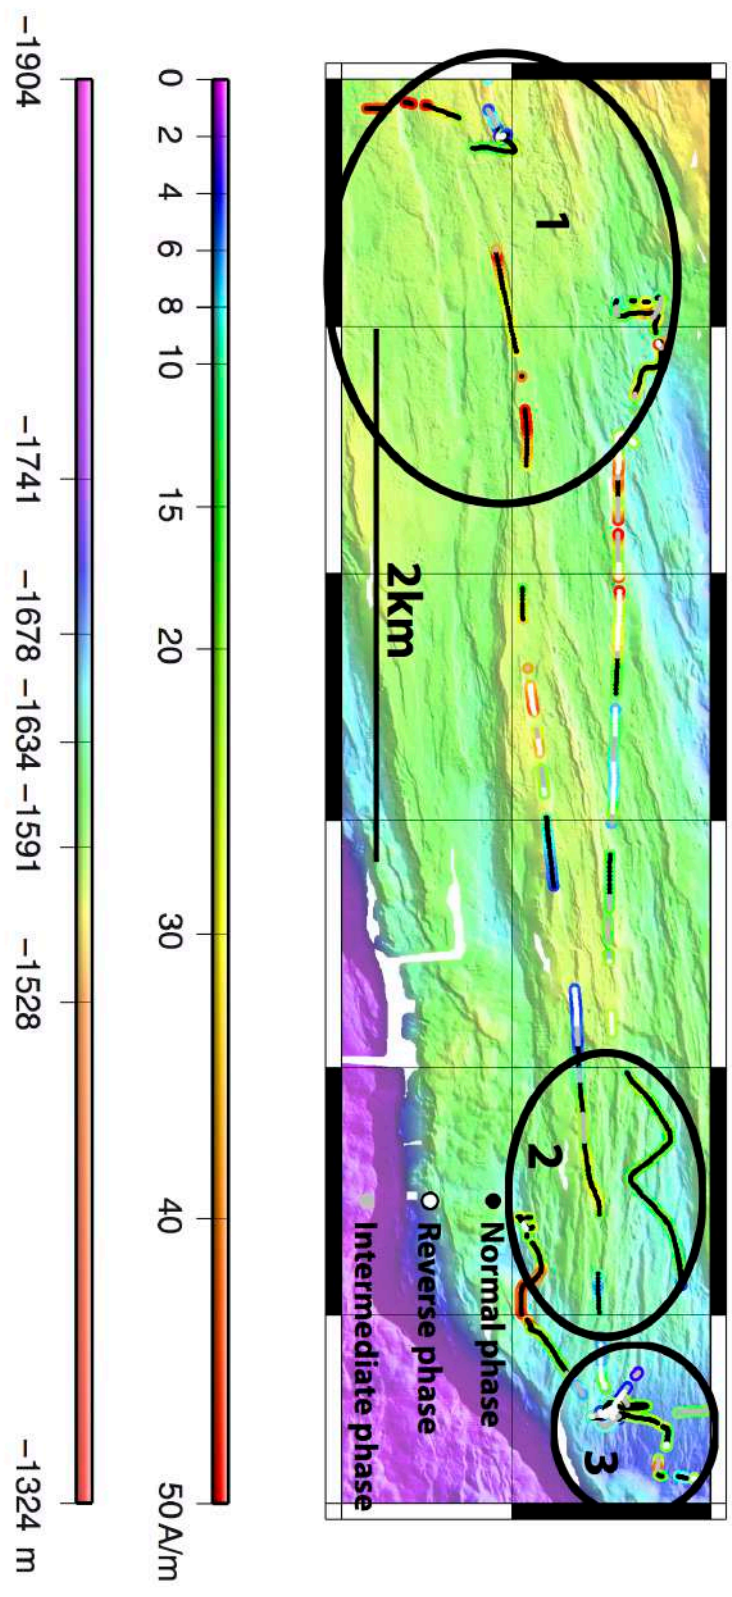 1
2km
2
3
Normal phase
Reverse phase
Intermediate phase
0 2 4 6 8 10 15 20 30 40 50A/m
−1904 −1741 −1678 −1634 −1591 −1528 −1324 m